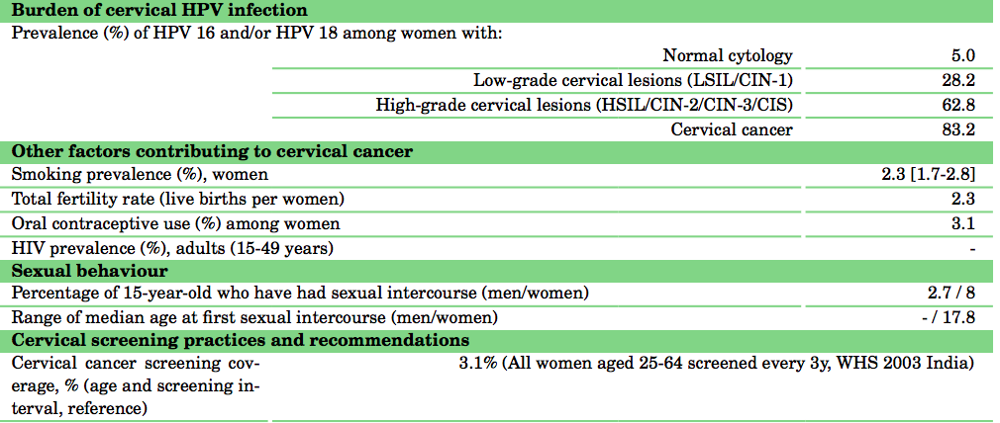 Burden of cervical HPV infection
Prevalence (%) of HPV 16 and/or HPV 18 among women with:
Normal cytology 5.0
Low-grade cervical lesions (LSIL/CIN-1) 28.2
High-grade cervical lesions (HSIL/CIN-2/CIN-3/CIS) 62.8
Cervical cancer 83.2
Other factors contributing to cervical cancer
Smoking prevalence (%), women 2.3 [1.7-2.8]
Total fertility rate (live births per women) 2.3
Oral contraceptive use (%) among women 3.1
HIV prevalence (%), adults (15-49 years) -
Sexual behaviour
Percentage of 15-year-old who have had sexual intercourse (men/women) 2.7 / 8
Range of median age at first sexual intercourse (men/women) - / 17.8
Cervical screening practices and recommendations
Cervical cancer screening cov- 3.1% (All women aged 25-64 screened every 3y, WHS 2003 India)
erage, % (age and screening in-
terval, reference)